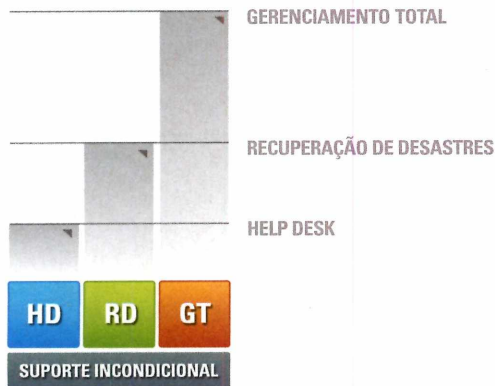 GERENCIAMENTO TOTAL
RECUPERAÇÃO DE DESASTRES
HELP DESK
HD RD GT
SUPORTE INCONDICIONAL